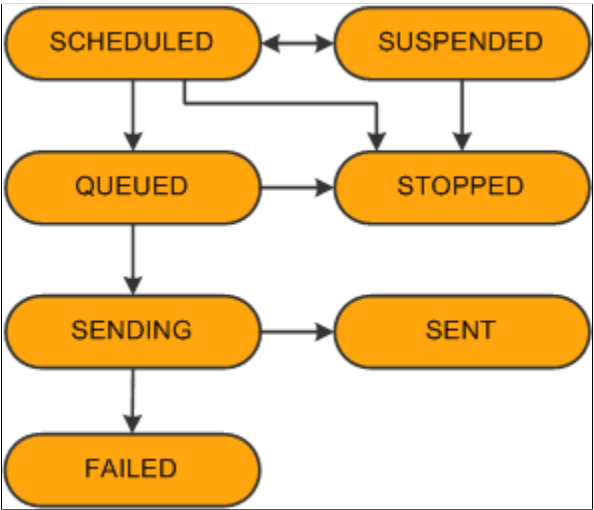 SCHEDULED
SUSPENDED
QUEUED
STOPPED
SENDING
SENT
FAILED